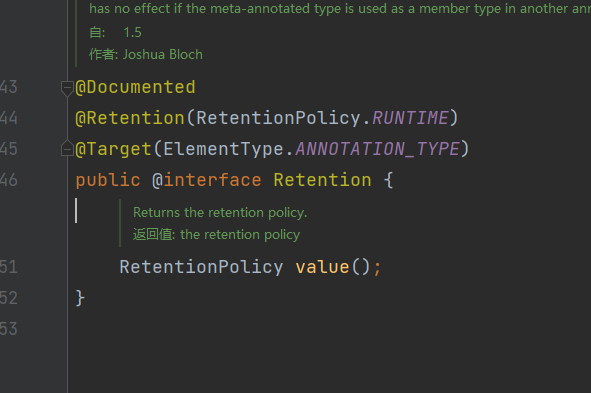 has no effect if the meta-annotated type is used as a member type in another
自: 1.5
作者: Joshua Bloch
43 @Documented
44 @Retention(RetentionPolicy.RUNTIME)
45 @Target(ElementType.ANNOTATION_TYPE)
46 public @interface Retention {
Returns the retention policy.
返回值: the retention policy
51 RetentionPolicy value();
52 }
53